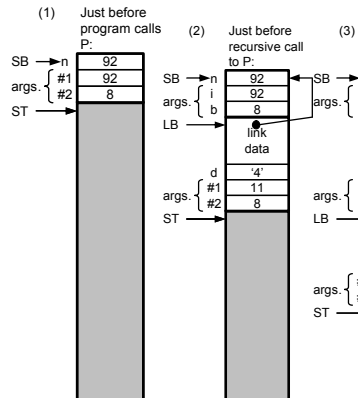 (1)
Just before
program calls
P:
SB
n
92
args.
#1
92
#2
8
ST
(2)
Just before
recursive call
to P:
SB
n
92
args.
i
92
b
8
LB
link
data
d
‘4’
args.
#1
11
#2
8
ST
(3)
SB
args.
args.
LB
ST